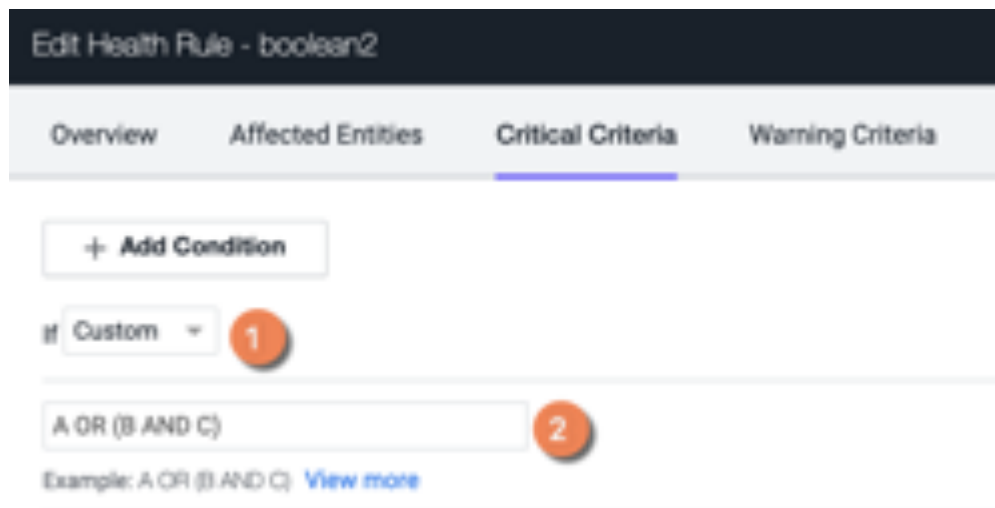 Edit Health Rule - boolean2
Overview Affected Entities Critical Criteria Warning Criteria
+ Add Condition
If Custom 1
A OR (B AND C) 2
Example: A OR (B AND C) View more